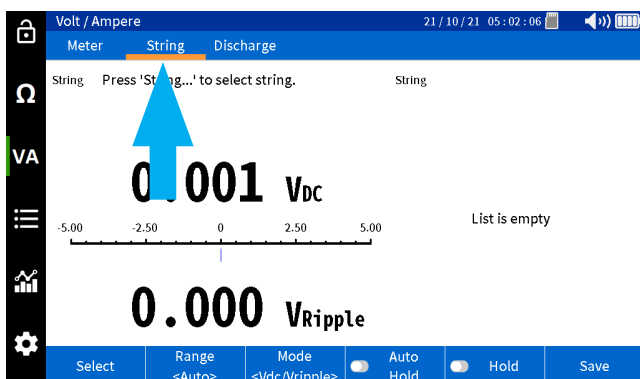 Volt / Ampere 21 / 10 / 21 05 : 02 : 06
Meter String Discharge
Ω
VA
String Press 'String...' to select string. String
0.001 VDC
List is empty
-5.00 -2.50 0 2.50 5.00
0.000 VRipple
Select
Range
<Auto>
Mode
<Vdc/Vripple>
Auto
Hold
Hold
Save